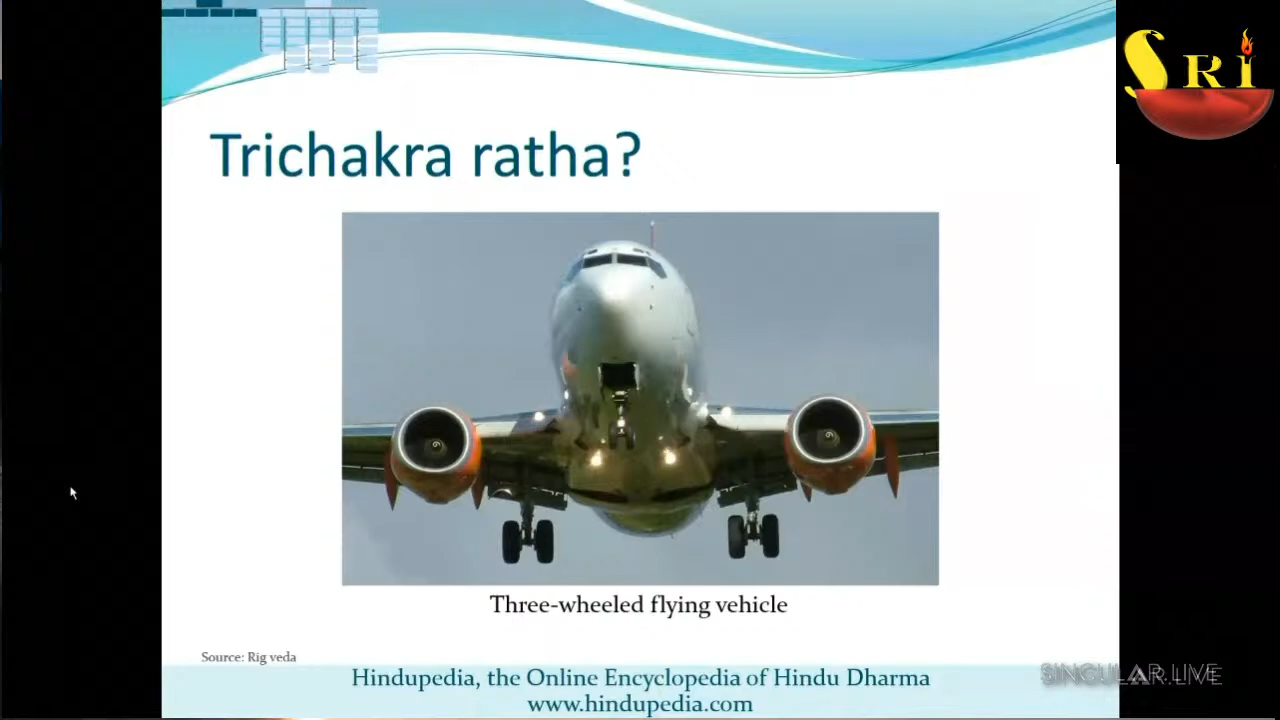 SRi
Trichakra ratha?
Three-wheeled flying vehicle
Source: Rig veda
Hindupedia, the Online Encyclopedia of Hindu Dharma
www.hindupedia.com
SINGULAR.LIVE